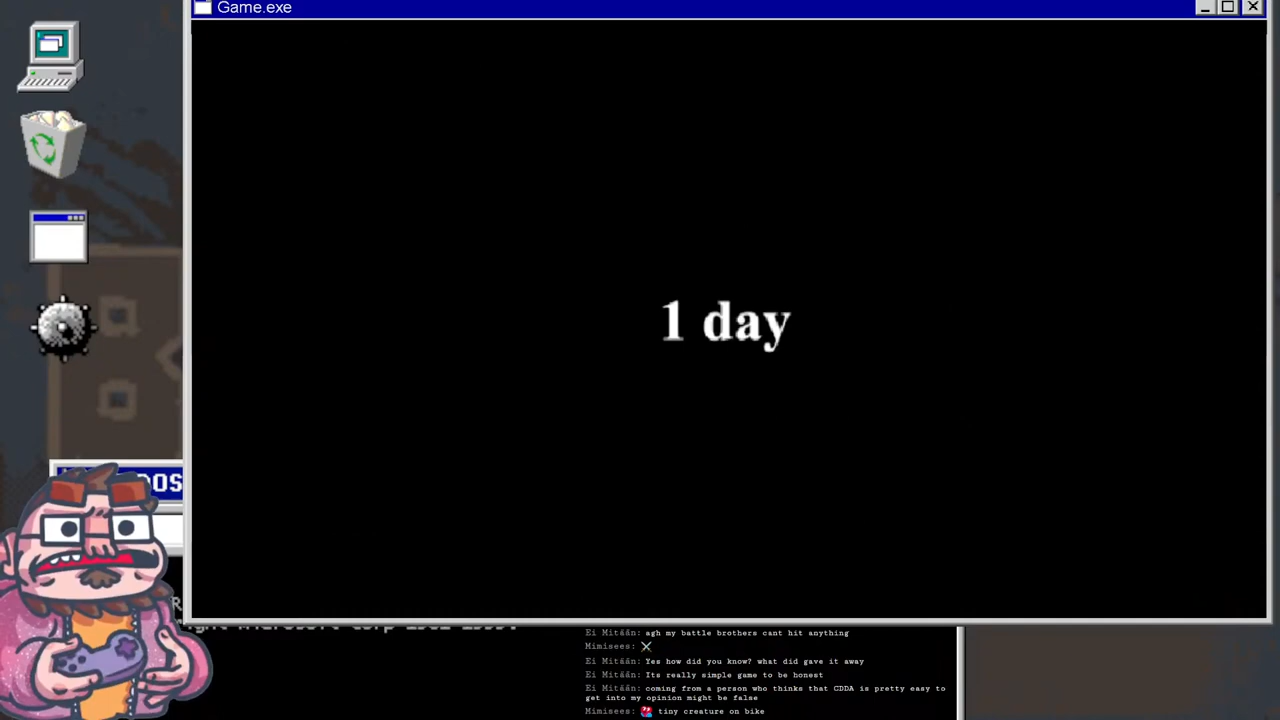 Game.exe
1 day
DOS
Ei Mitään: agh my battle brothers cant hit anything
Mimisees:
Ei Mitään: Yes how did you know? what did gave it away
Ei Mitään: Its really simple game to be honest
Ei Mitään: coming from a person who thinks that CDDA is pretty easy to
get into my opinion might be false
Mimisees: tiny creature on bike